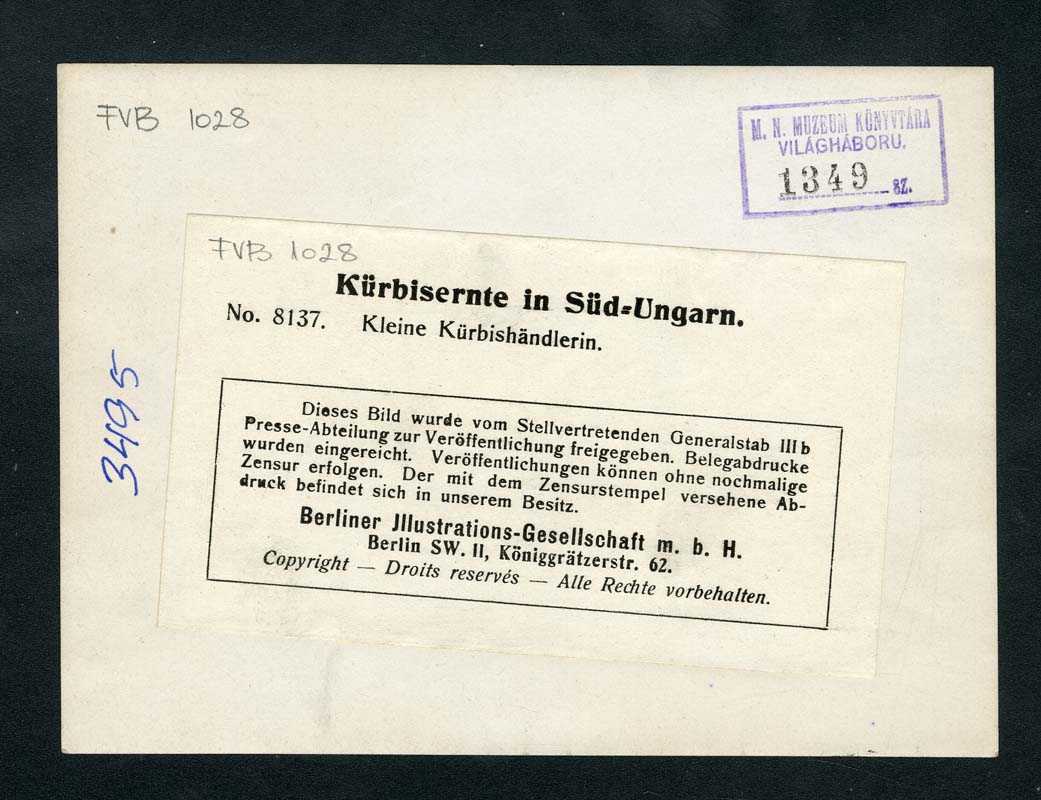 FVB 1028
M. N. MUZEUM KÖNYVTÁRA
VILÁGHÁBORU.
1349 SZ.
FVB 1028
Kürbisernte in Süd-Ungarn.
No. 8137. Kleine Kürbishändlerin.
3495
Dieses Bild wurde vom Stellvertretenden Generalstab IIIb
Presse-Abteilung zur Veröffentlichung freigegeben. Belegabdrucke
wurden eingereicht. Veröffentlichungen können ohne nochmalige
Zensur erfolgen. Der mit dem Zensurstempel versehene Ab-
druck befindet sich in unserem Besitz.
Berliner Jllustrations-Gesellschaft m. b. H.
Berlin SW. 11, Königgrätzerstr. 62.
Copyright — Droits reservés — Alle Rechte vorbehalten.